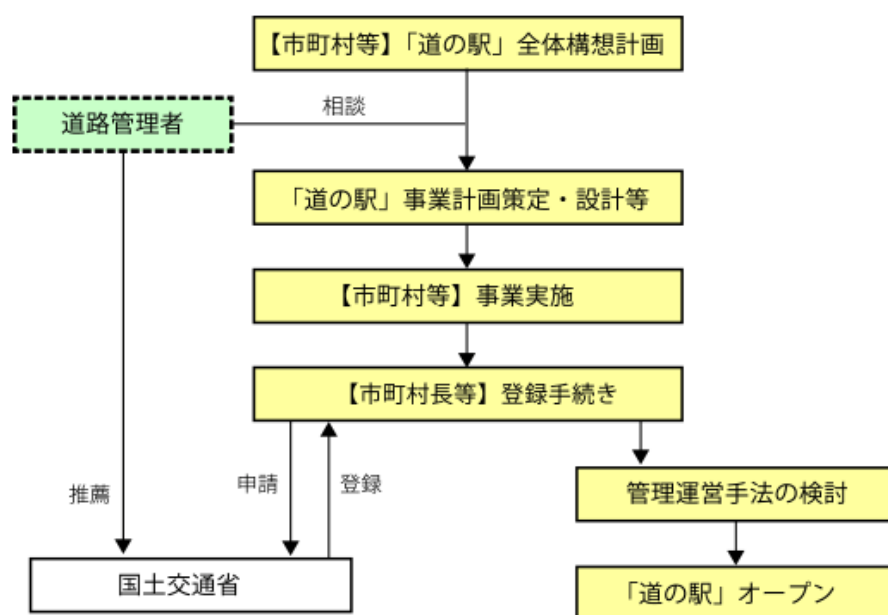 【市町村等】「道の駅」全体構想計画
相談
道路管理者
「道の駅」事業計画策定・設計等
【市町村等】事業実施
【市町村長等】登録手続き
推薦
申請
登録
管理運営手法の検討
国土交通省
「道の駅」オープン